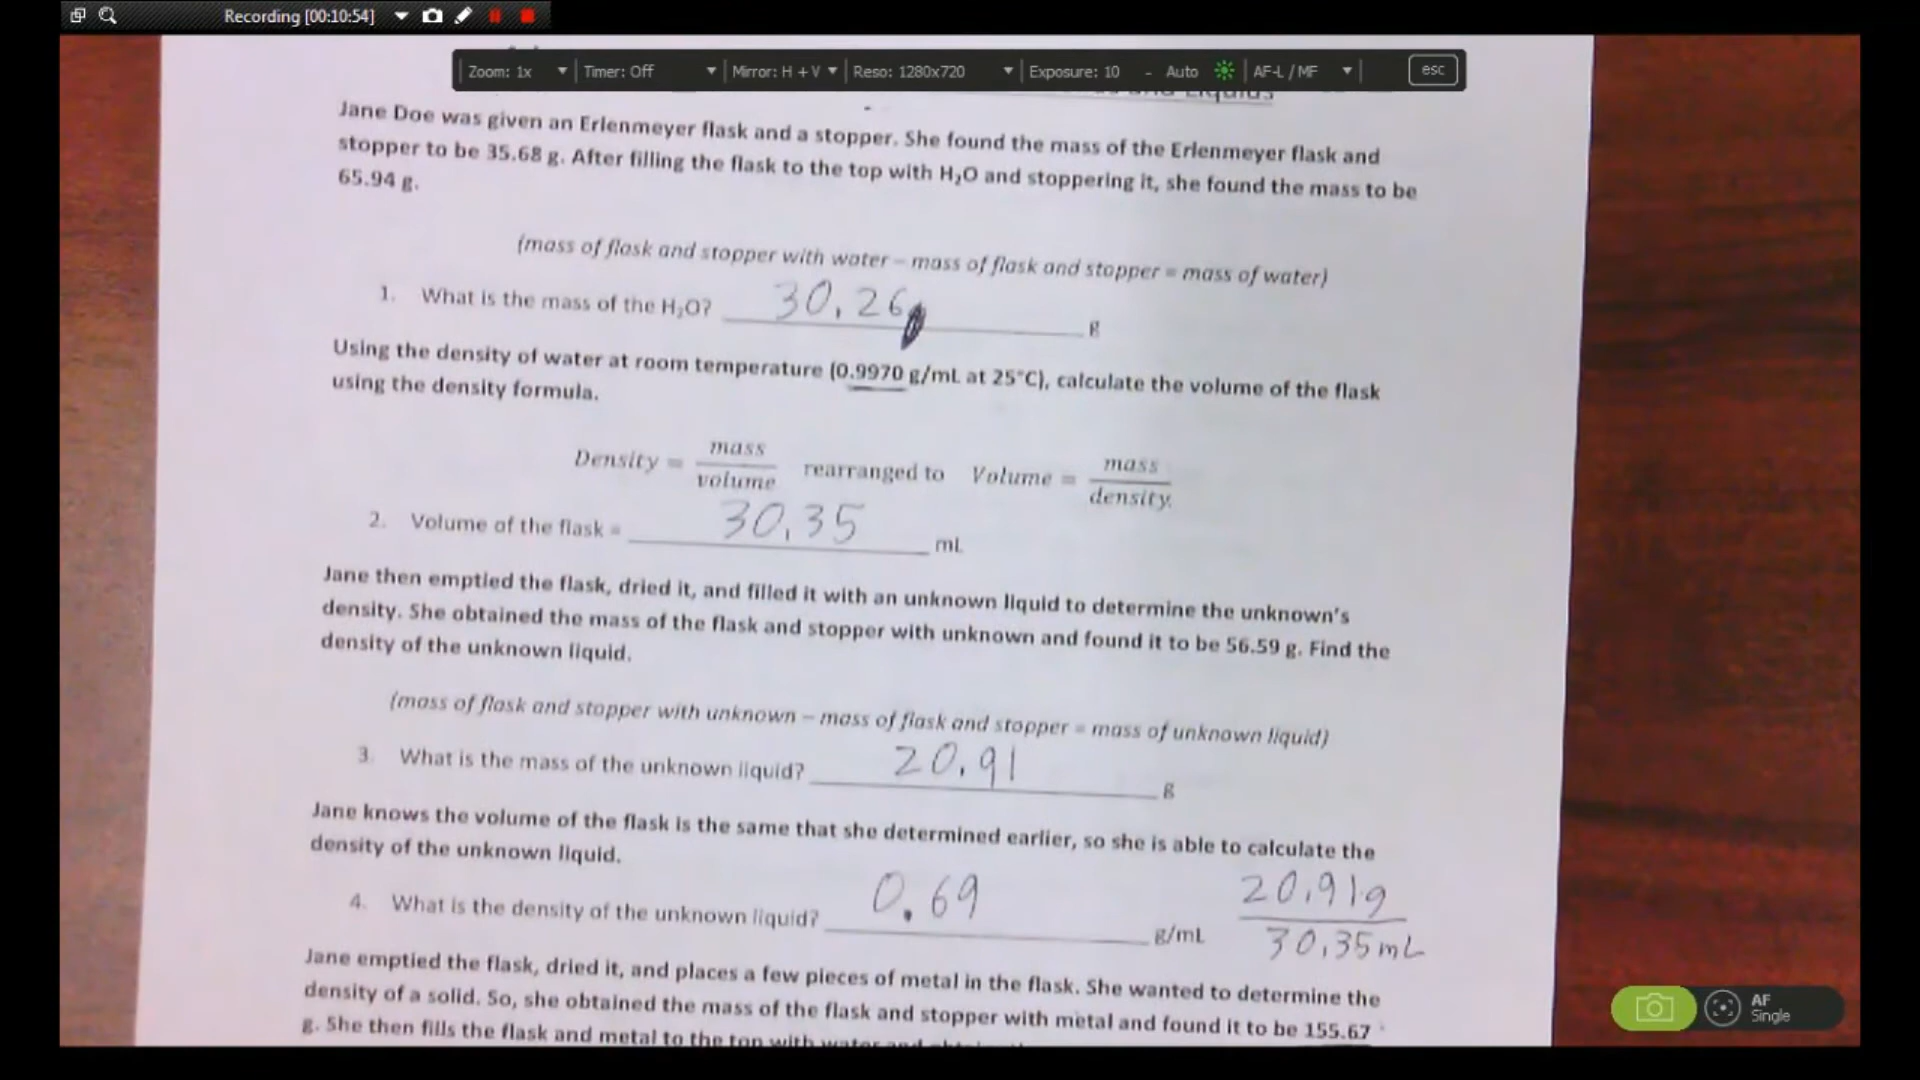 Recording [00:10:54]
Zoom: 1x Timer: Off Mirror: H + V Reso: 1280x720 Exposure: 10 - Auto AF-L / MF esc
and Liquids
Jane Doe was given an Erlenmeyer flask and a stopper. She found the mass of the Erlenmeyer flask and
stopper to be 35.68 g. After filling the flask to the top with H₂O and stoppering it, she found the mass to be
65.94 g.
(mass of flask and stopper with water – mass of flask and stopper = mass of water)
1. What is the mass of the H₂O? 30.26 g
Using the density of water at room temperature (0.9970 g/mL at 25°C), calculate the volume of the flask
using the density formula.
Density = mass/volume rearranged to Volume = mass/density.
2. Volume of the flask = 30.35 mL
Jane then emptied the flask, dried it, and filled it with an unknown liquid to determine the unknown's
density. She obtained the mass of the flask and stopper with unknown and found it to be 56.59 g. Find the
density of the unknown liquid.
(mass of flask and stopper with unknown – mass of flask and stopper = mass of unknown liquid)
3. What is the mass of the unknown liquid? 20.91 g
Jane knows the volume of the flask is the same that she determined earlier, so she is able to calculate the
density of the unknown liquid.
4. What is the density of the unknown liquid? 0.69 g/mL
20.91g
30.35mL
Jane emptied the flask, dried it, and places a few pieces of metal in the flask. She wanted to determine the
density of a solid. So, she obtained the mass of the flask and stopper with metal and found it to be 155.67
g. She then fills the flask and metal to the top with water and
AF
Single